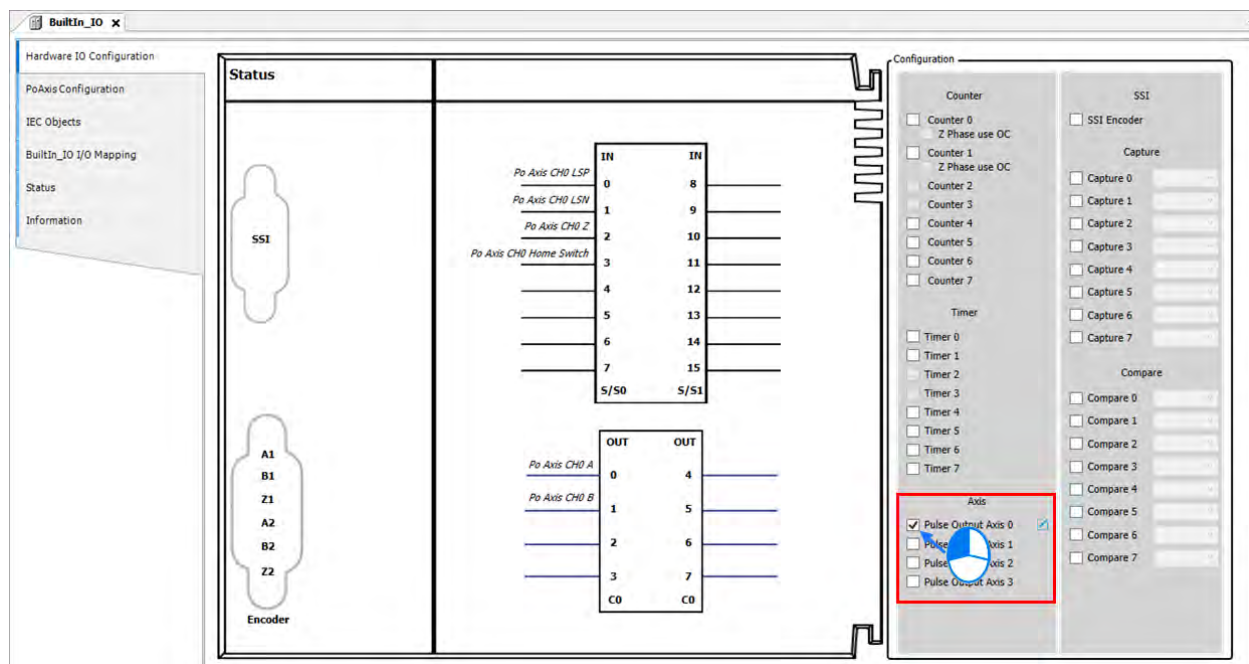 BuiltIn_IO x
Hardware IO Configuration
PoAxis Configuration
IEC Objects
BuiltIn_IO I/O Mapping
Status
Information
Status
SSI
A1
B1
Z1
A2
B2
Z2
Encoder
IN IN
Po Axis CH0 LSP 0 8
Po Axis CH0 LSN 1 9
Po Axis CH0 Z 2 10
Po Axis CH0 Home Switch 3 11
4 12
5 13
6 14
7 15
S/S0 S/S1
OUT OUT
Po Axis CH0 A 0 4
Po Axis CH0 B 1 5
2 6
3 7
C0 C0
Configuration
Counter
Counter 0
Z Phase use OC
Counter 1
Z Phase use OC
Counter 2
Counter 3
Counter 4
Counter 5
Counter 6
Counter 7
Timer
Timer 0
Timer 1
Timer 2
Timer 3
Timer 4
Timer 5
Timer 6
Timer 7
Axis
Pulse Output Axis 0
Pulse Axis 1
Pulse Axis 2
Pulse Output Axis 3
SSI
SSI Encoder
Capture
Capture 0
Capture 1
Capture 2
Capture 3
Capture 4
Capture 5
Capture 6
Capture 7
Compare
Compare 0
Compare 1
Compare 2
Compare 3
Compare 4
Compare 5
Compare 6
Compare 7